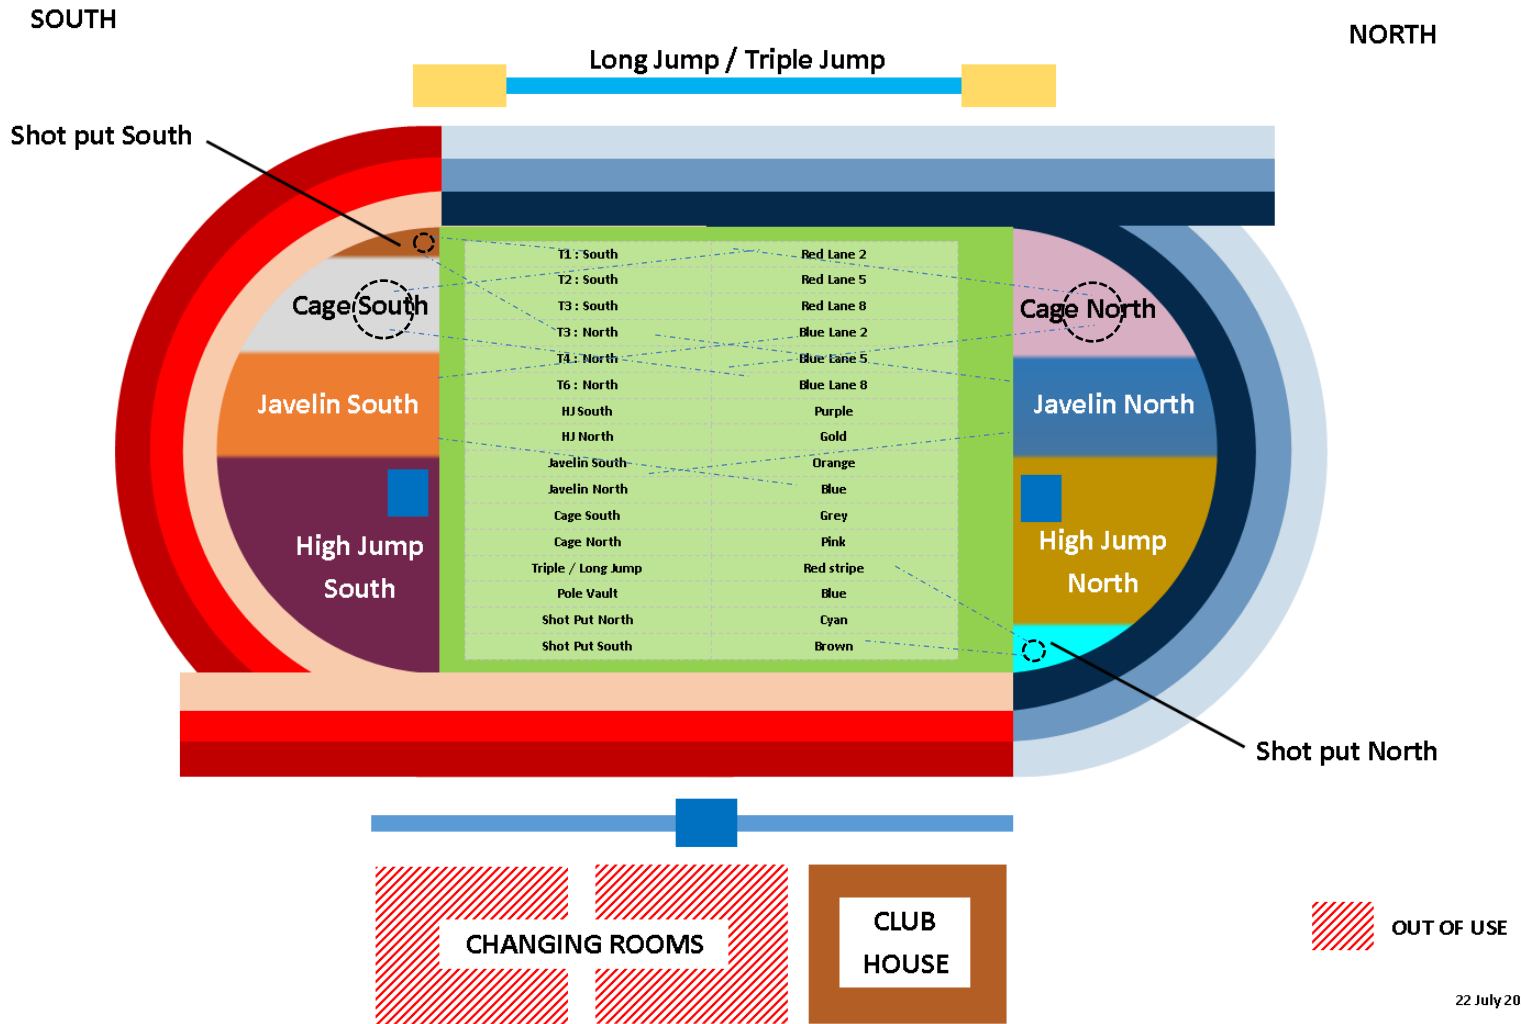 SOUTH
NORTH
Long Jump / Triple Jump
Shot put South
T1 : South Red Lane 2
T2 : South Red Lane 5
T3 : South Red Lane 8
T3 : North Blue Lane 2
T4 : North Blue Lane 5
T6 : North Blue Lane 8
HJ South Purple
HJ North Gold
Javelin South Orange
Javelin North Blue
Cage South Grey
Cage North Pink
Triple / Long Jump Red stripe
Pole Vault Blue
Shot Put North Cyan
Shot Put South Brown
Cage South
Cage North
Javelin South
Javelin North
High Jump
South
High Jump
North
Shot put North
CHANGING ROOMS
CLUB
HOUSE
OUT OF USE
22 July 20